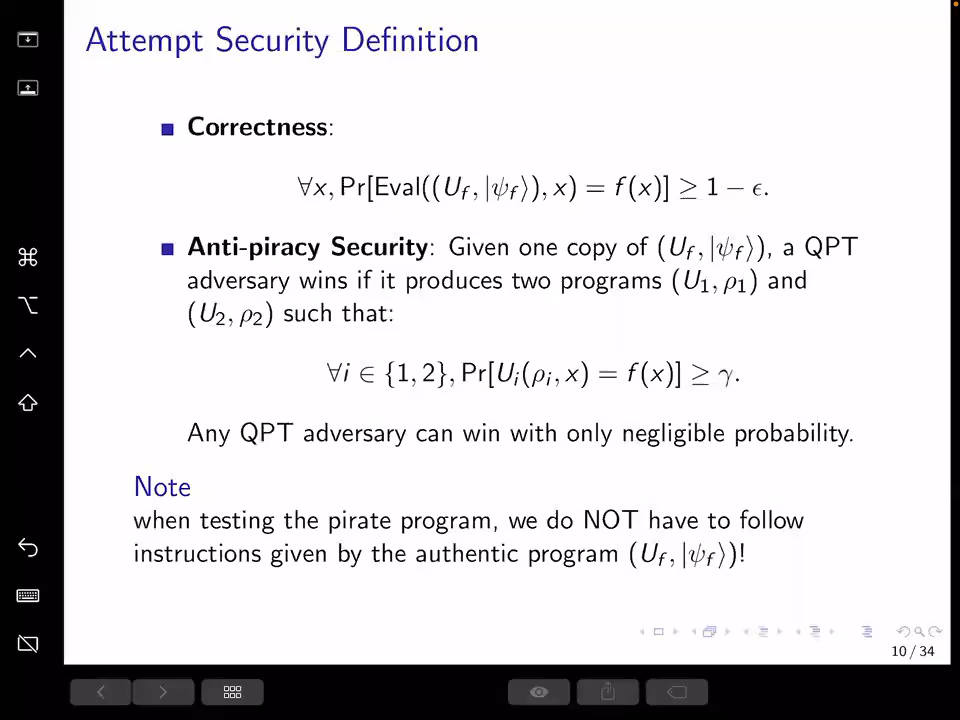 Attempt Security Definition
Correctness:
∀x, Pr[Eval((U_f, |ψ_f⟩), x) = f(x)] ≥ 1 − ϵ.
Anti-piracy Security: Given one copy of (U_f, |ψ_f⟩), a QPT
adversary wins if it produces two programs (U_1, ρ_1) and
(U_2, ρ_2) such that:
∀i ∈ {1, 2}, Pr[U_i(ρ_i, x) = f(x)] ≥ γ.
Any QPT adversary can win with only negligible probability.
Note
when testing the pirate program, we do NOT have to follow
instructions given by the authentic program (U_f, |ψ_f⟩)!
10 / 34